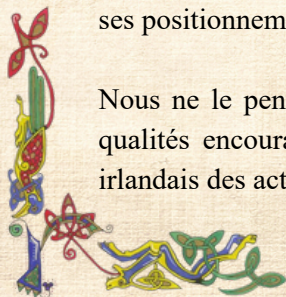 ses positionnem
Nous ne le pen
qualités encoura
irlandais des act